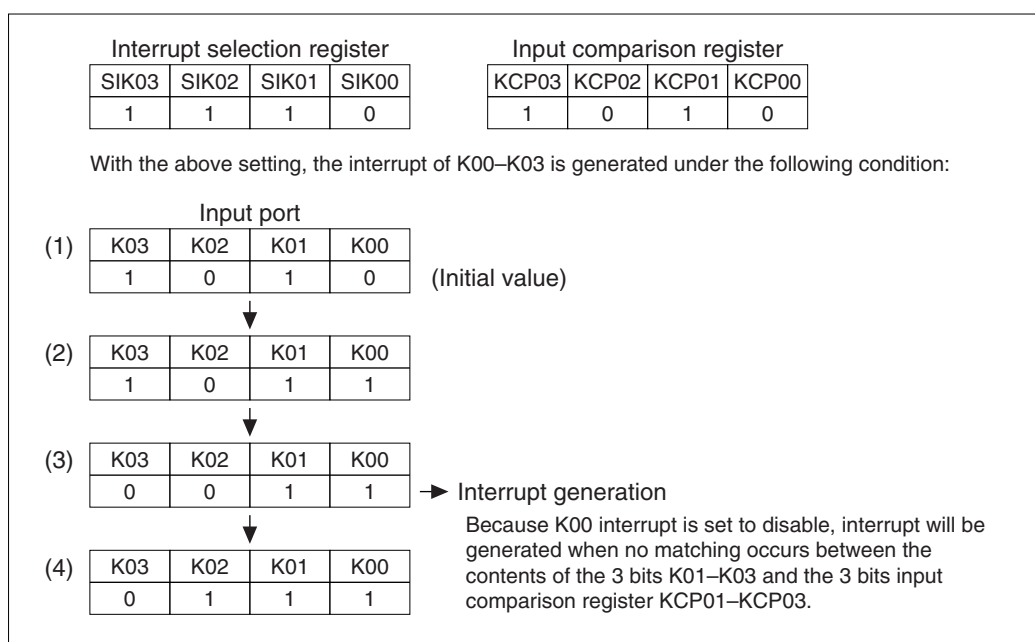 Interrupt selection register
SIK03 SIK02 SIK01 SIK00
1 1 1 0
Input comparison register
KCP03 KCP02 KCP01 KCP00
1 0 1 0
With the above setting, the interrupt of K00–K03 is generated under the following condition:
Input port
(1) K03 K02 K01 K00
1 0 1 0 (Initial value)
(2) K03 K02 K01 K00
1 0 1 1
(3) K03 K02 K01 K00
0 0 1 1 Interrupt generation
Because K00 interrupt is set to disable, interrupt will be
generated when no matching occurs between the
contents of the 3 bits K01–K03 and the 3 bits input
comparison register KCP01–KCP03.
(4) K03 K02 K01 K00
0 1 1 1